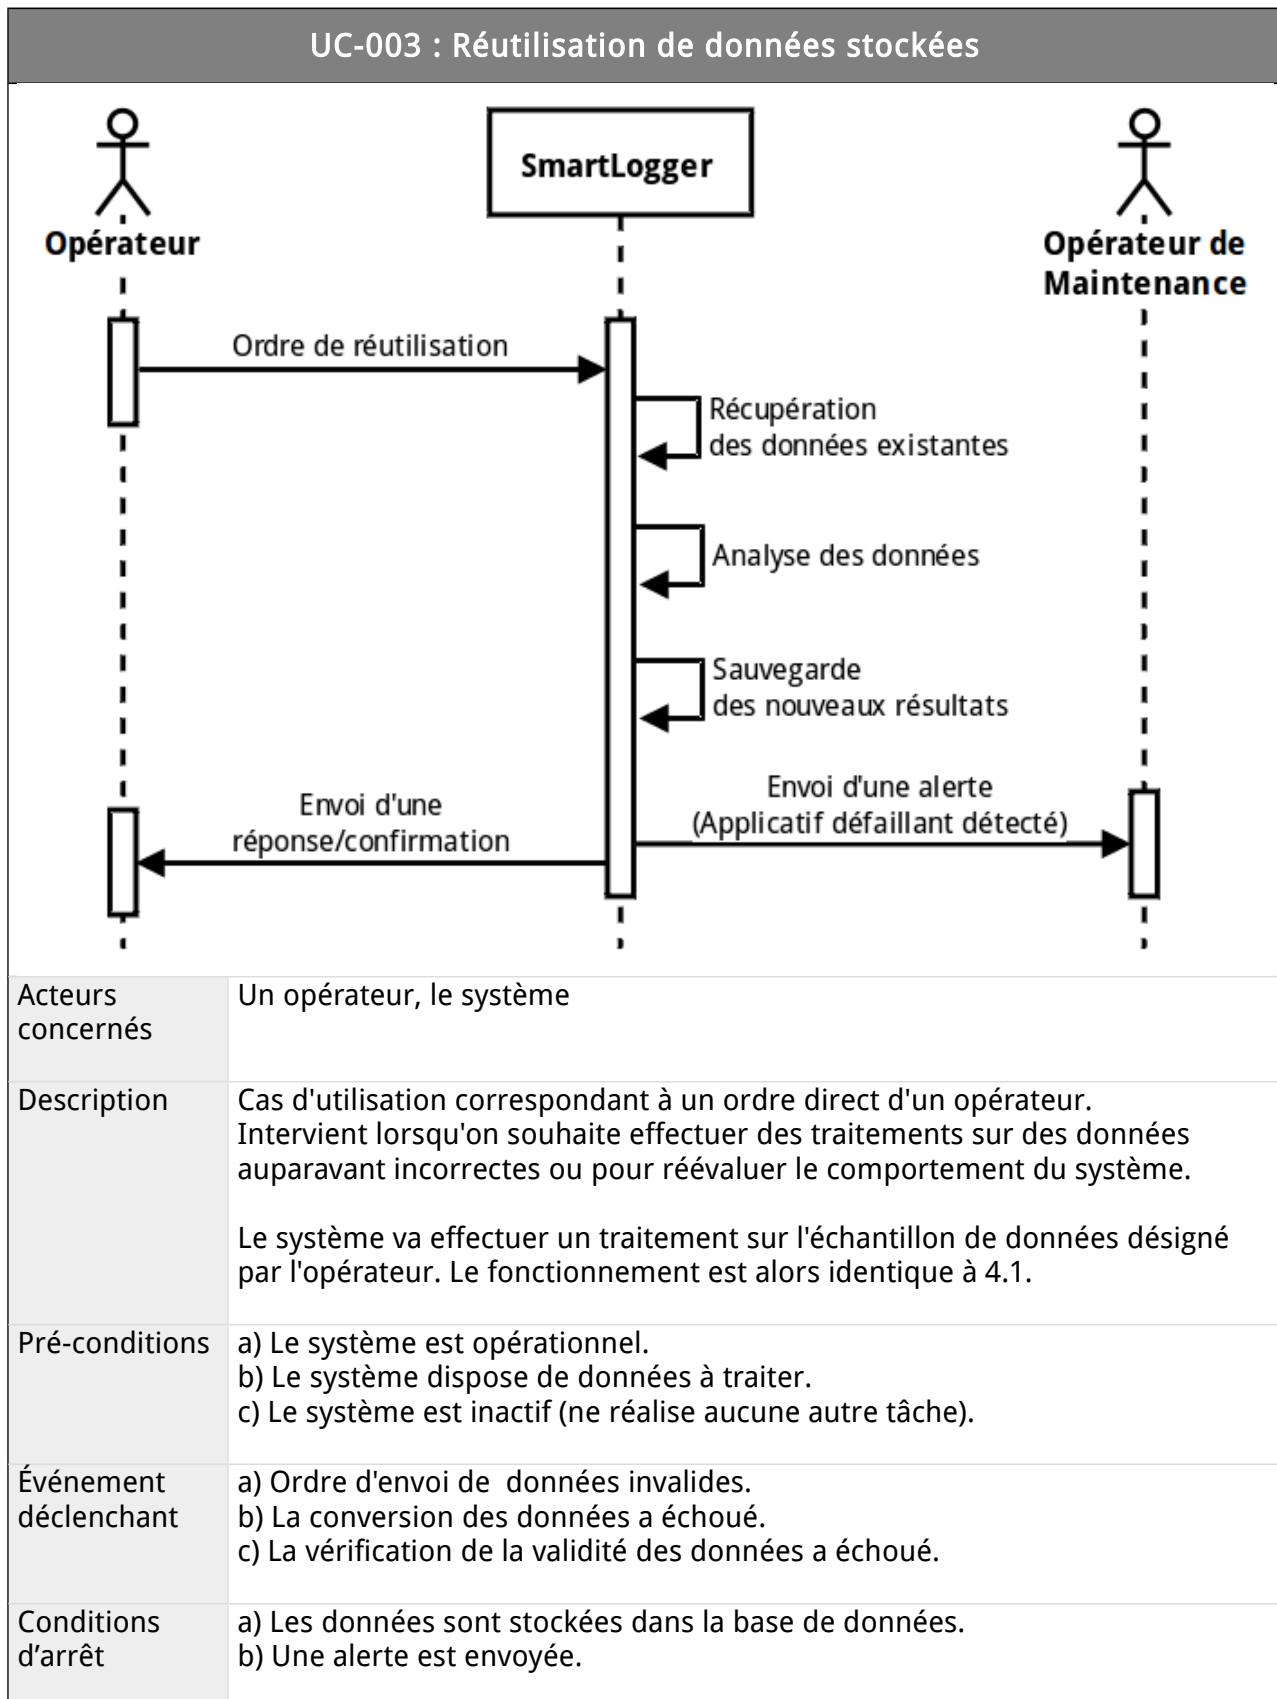 UC-003 : Réutilisation de données stockées
SmartLogger
Opérateur
Opérateur de
Maintenance
Ordre de réutilisation
Récupération
des données existantes
Analyse des données
Sauvegarde
des nouveaux résultats
Envoi d'une
réponse/confirmation
Envoi d'une alerte
(Applicatif défaillant détecté)
Acteurs
concernés
Un opérateur, le système
Description
Cas d'utilisation correspondant à un ordre direct d'un opérateur.
Intervient lorsqu'on souhaite effectuer des traitements sur des données
auparavant incorrectes ou pour réévaluer le comportement du système.
Le système va effectuer un traitement sur l'échantillon de données désigné
par l'opérateur. Le fonctionnement est alors identique à 4.1.
Pré-conditions
a) Le système est opérationnel.
b) Le système dispose de données à traiter.
c) Le système est inactif (ne réalise aucune autre tâche).
Événement
déclenchant
a) Ordre d'envoi de  données invalides.
b) La conversion des données a échoué.
c) La vérification de la validité des données a échoué.
Conditions
d’arrêt
a) Les données sont stockées dans la base de données.
b) Une alerte est envoyée.